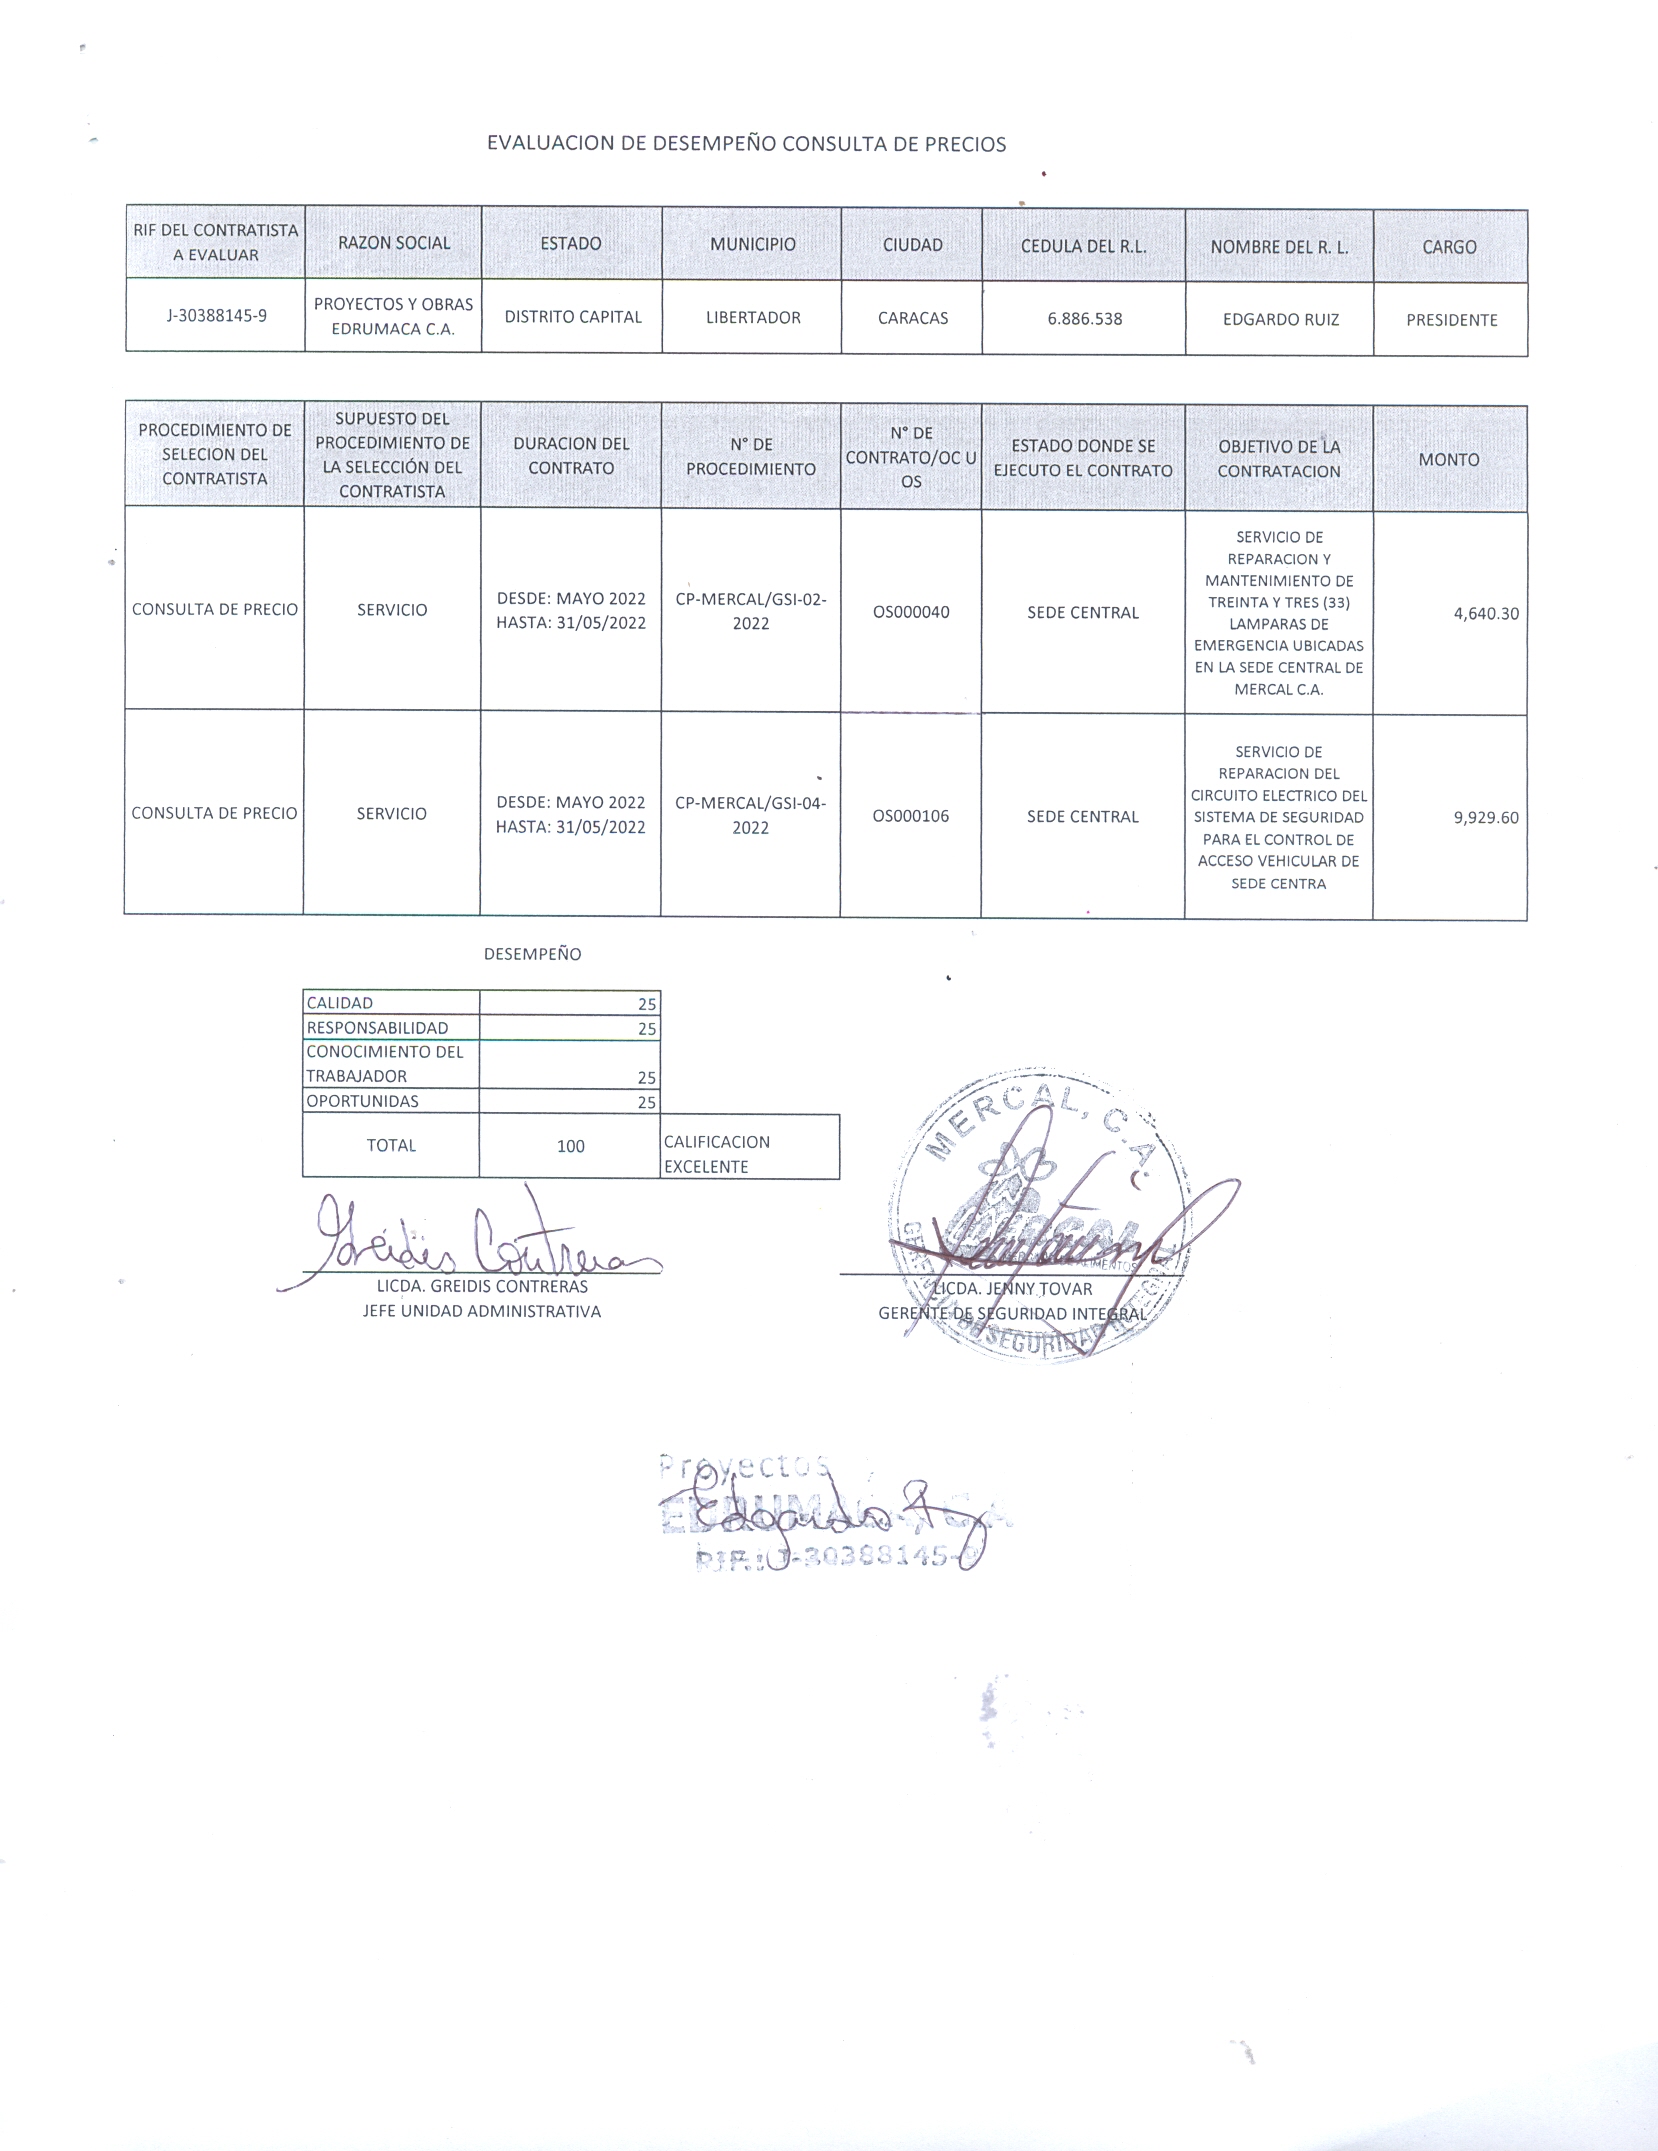 EVALUACION DE DESEMPEÑO CONSULTA DE PRECIOS
RIF DEL CONTRATISTA
A EVALUAR
RAZON SOCIAL
ESTADO
MUNICIPIO
CIUDAD
CEDULA DEL R.L.
NOMBRE DEL R. L.
CARGO
J-30388145-9
PROYECTOS Y OBRAS
EDRUMACA C.A.
DISTRITO CAPITAL
LIBERTADOR
CARACAS
6.886.538
EDGARDO RUIZ
PRESIDENTE
PROCEDIMIENTO DE
SELECION DEL
CONTRATISTA
SUPUESTO DEL
PROCEDIMIENTO DE
LA SELECCIÓN DEL
CONTRATISTA
DURACION DEL
CONTRATO
N° DE
PROCEDIMIENTO
N° DE
CONTRATO/OC U
OS
ESTADO DONDE SE
EJECUTO EL CONTRATO
OBJETIVO DE LA
CONTRATACION
MONTO
CONSULTA DE PRECIO
SERVICIO
DESDE: MAYO 2022
HASTA: 31/05/2022
CP-MERCAL/GSI-02-
2022
OS000040
SEDE CENTRAL
SERVICIO DE
REPARACION Y
MANTENIMIENTO DE
TREINTA Y TRES (33)
LAMPARAS DE
EMERGENCIA UBICADAS
EN LA SEDE CENTRAL DE
MERCAL C.A.
4,640.30
CONSULTA DE PRECIO
SERVICIO
DESDE: MAYO 2022
HASTA: 31/05/2022
CP-MERCAL/GSI-04-
2022
OS000106
SEDE CENTRAL
SERVICIO DE
REPARACION DEL
CIRCUITO ELECTRICO DEL
SISTEMA DE SEGURIDAD
PARA EL CONTROL DE
ACCESO VEHICULAR DE
SEDE CENTRA
9,929.60
DESEMPEÑO
CALIDAD 25
RESPONSABILIDAD 25
CONOCIMIENTO DEL
TRABAJADOR 25
OPORTUNIDAS 25
TOTAL 100
CALIFICACION
EXCELENTE
Greidis Contreras
LICDA. GREIDIS CONTRERAS
JEFE UNIDAD ADMINISTRATIVA
MERCAL, C.A.
LICDA. JENNY TOVAR
GERENTE DE SEGURIDAD INTEGRAL
Proyectos
Edgardo
RIF.: J-30388145-9